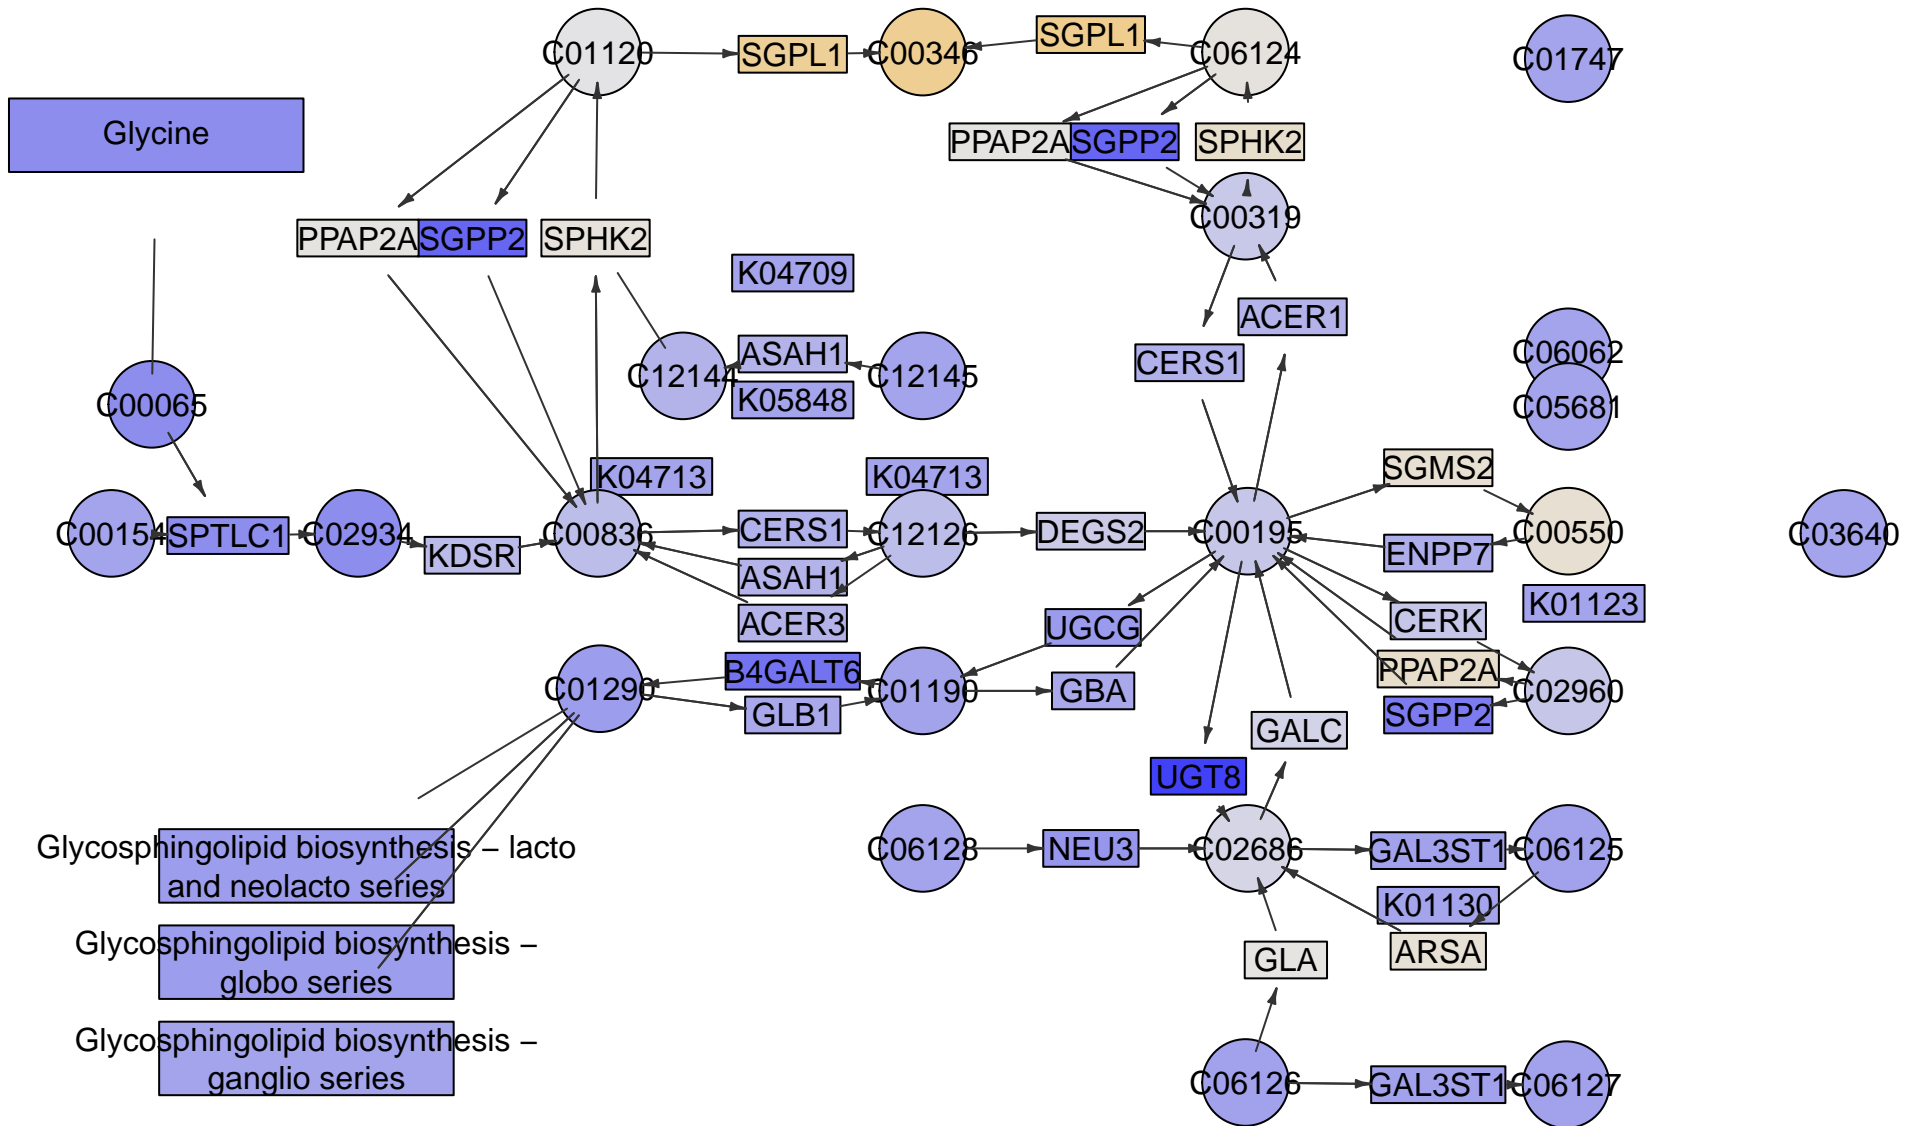 C01120
SGPL1
C00346
SGPL1
C06124
C01747
Glycine
PPAP2A
SGPP2
SPHK2
C00319
PPAP2A
SGPP2
SPHK2
K04709
ACER1
CERS1
C06062
C05681
C00065
C12144
ASAH1
K05848
C12145
K04713
K04713
SGMS2
C00154
SPTLC1
C02934
KDSR
C00836
CERS1
ASAH1
ACER3
C12126
DEGS2
C00195
ENPP7
C00550
C03640
K01123
UGCG
CERK
C01290
B4GALT6
GLB1
C01190
GBA
PPAP2A
SGPP2
C02960
GALC
UGT8
Glycosphingolipid biosynthesis – lacto
and neolacto series
C06128
NEU3
C02686
GAL3ST1
C06125
K01130
ARSA
Glycosphingolipid biosynthesis –
globo series
GLA
Glycosphingolipid biosynthesis –
ganglio series
C06126
GAL3ST1
C06127